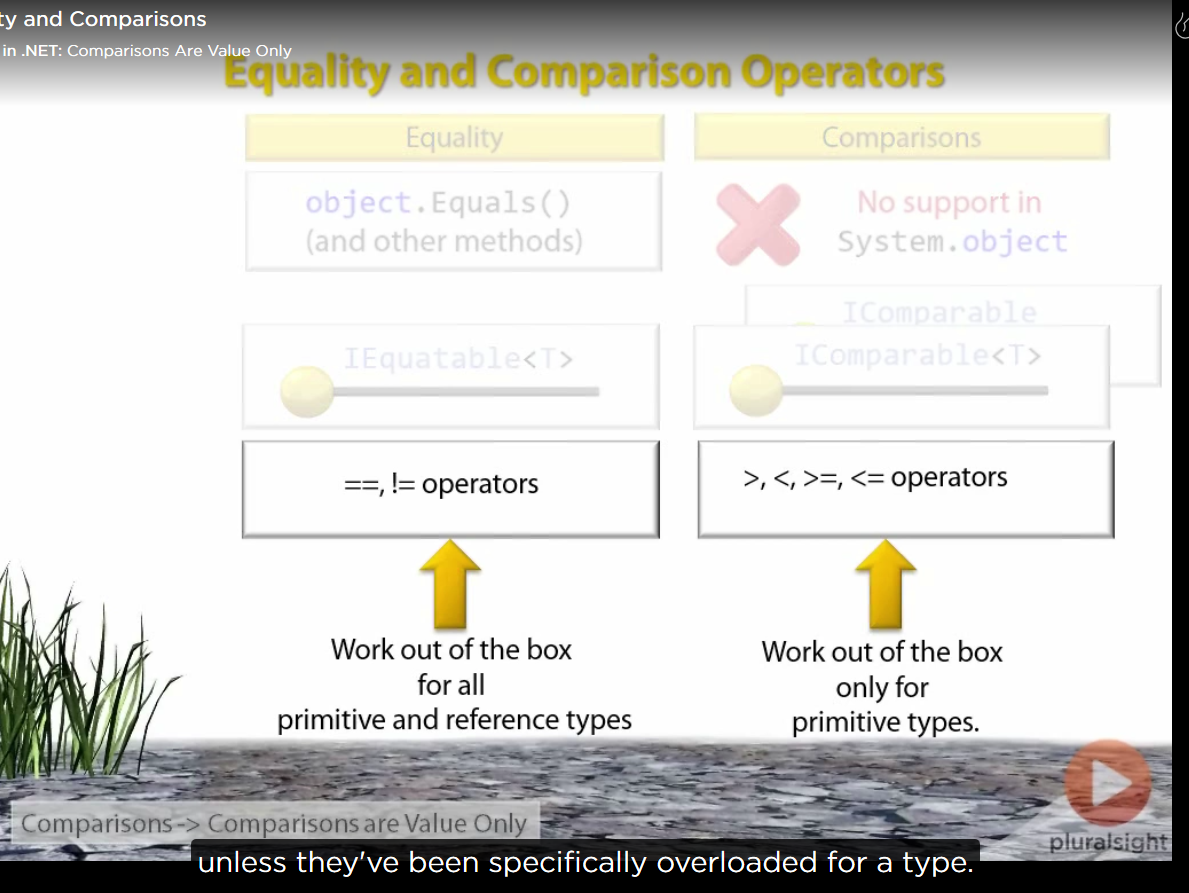 ty and Comparisons
in .NET: Comparisons Are Value Only
Equality and Comparison Operators
Equality
object.Equals()
(and other methods)
IEquatable<T>
==, != operators
Work out of the box
for all
primitive and reference types
Comparisons
No support in
System.object
IComparable
IComparable<T>
>, <, >=, <= operators
Work out of the box
only for
primitive types.
Comparisons -> Comparisons are Value Only
pluralsight
unless they've been specifically overloaded for a type.